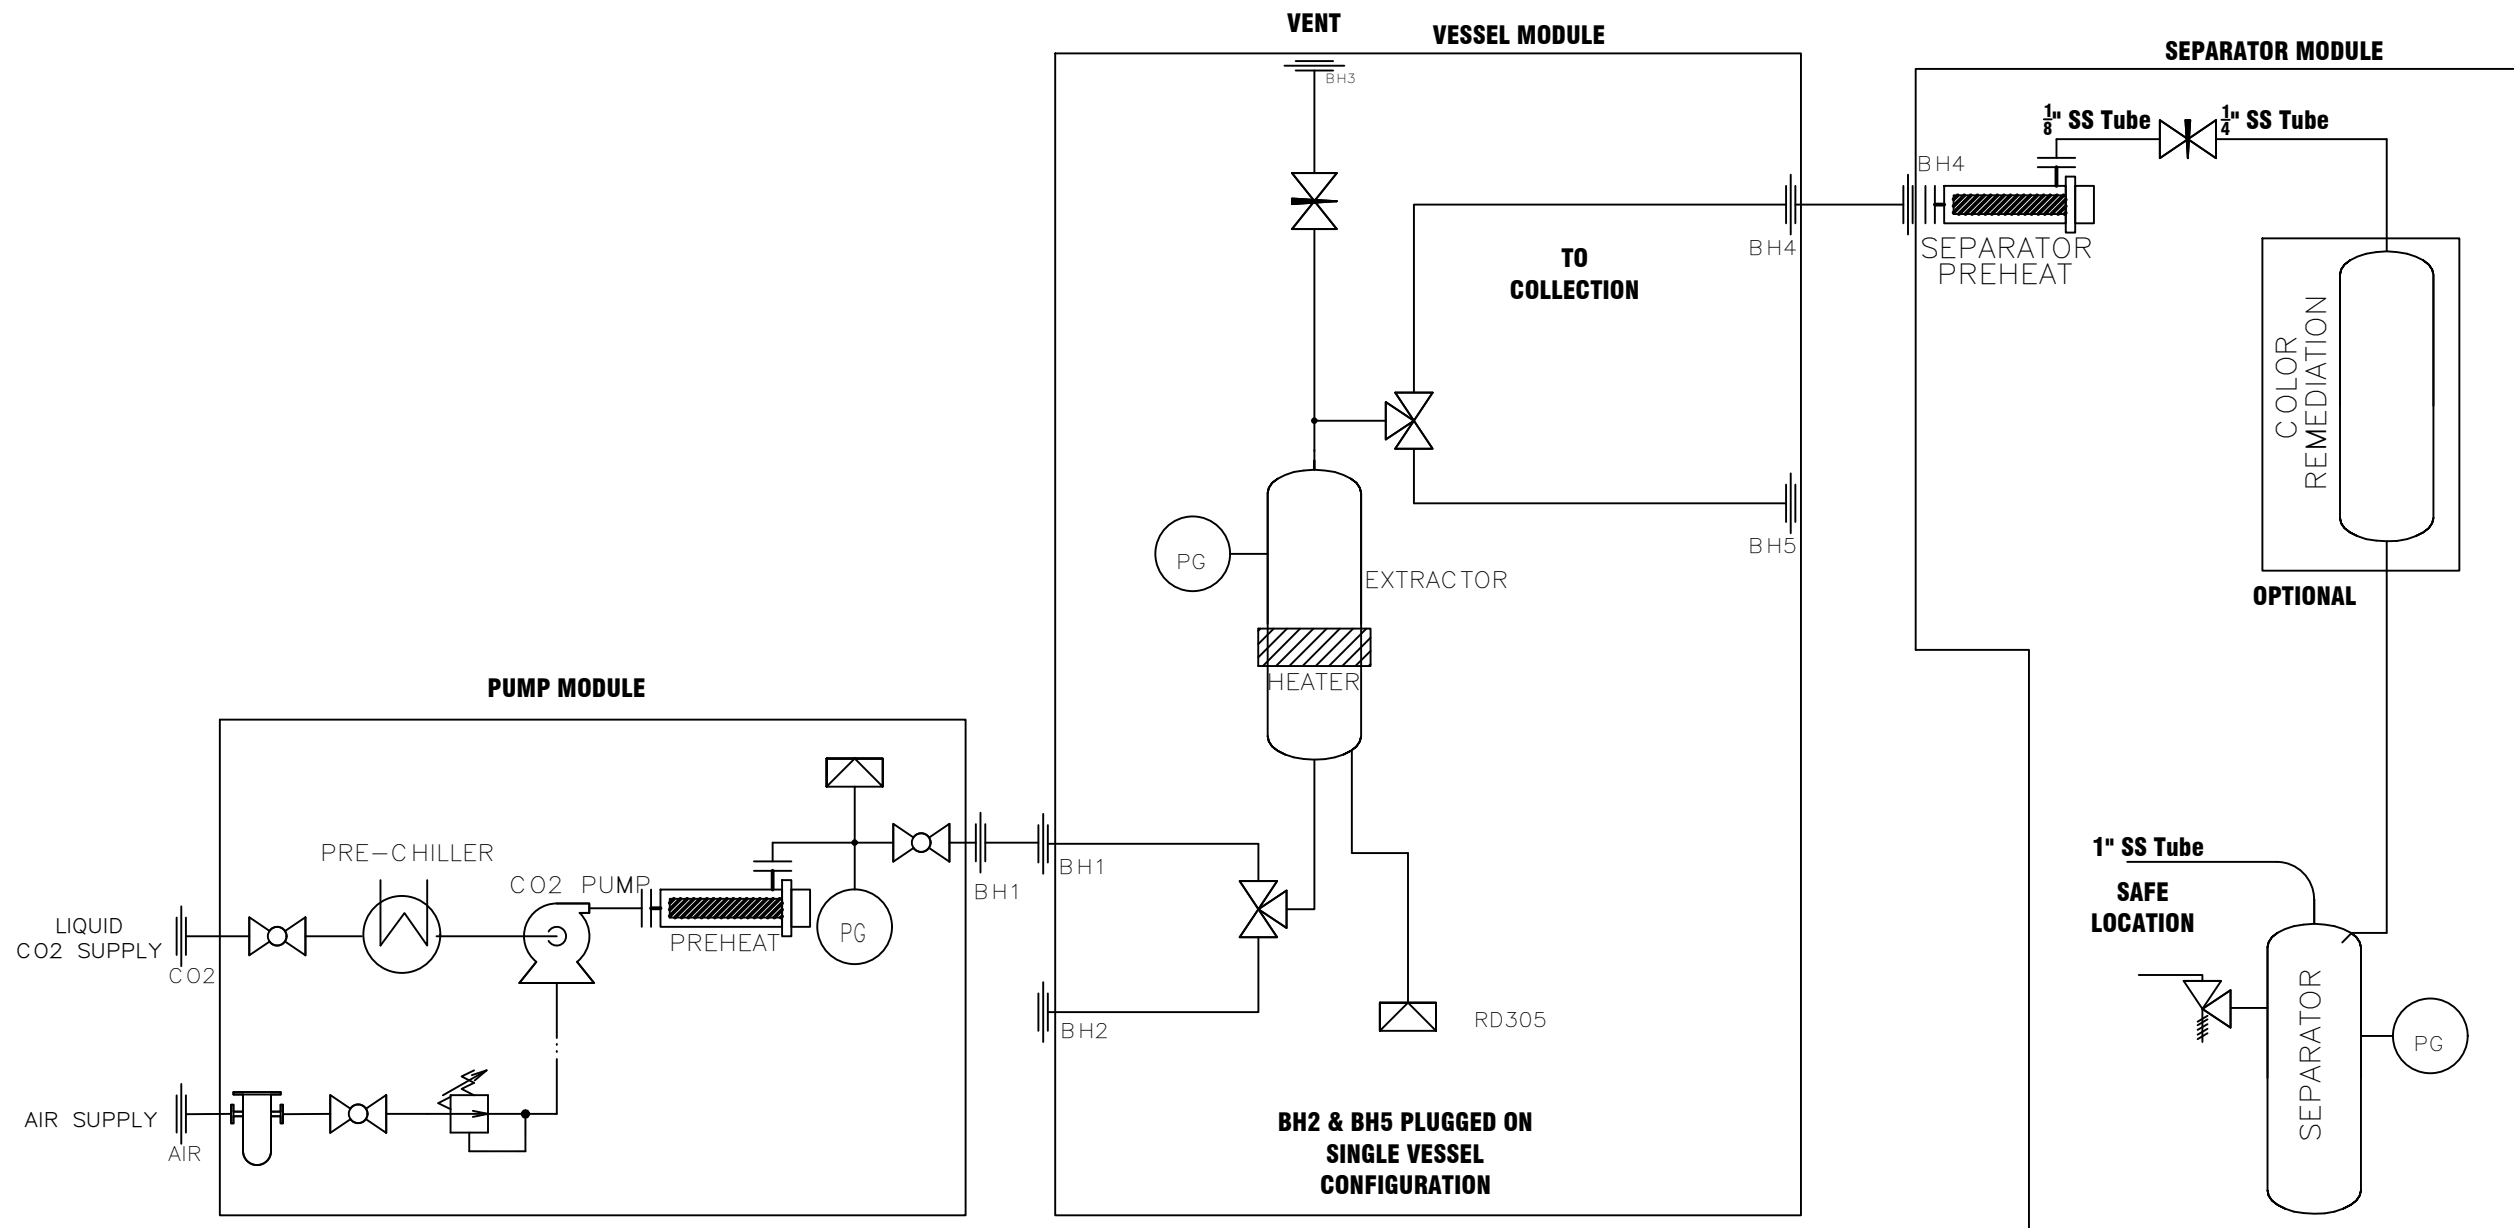 VENT
VESSEL MODULE
SEPARATOR MODULE
BH3
1/8" SS Tube
1/4" SS Tube
BH4
BH4
SEPARATOR
PREHEAT
TO
COLLECTION
COLOR
REMEDIATION
OPTIONAL
BH5
PG
EXTRACTOR
HEATER
PUMP MODULE
PRE-CHILLER
CO2 PUMP
PREHEAT
PG
BH1
BH1
LIQUID
CO2 SUPPLY
CO2
BH2
RD305
AIR SUPPLY
AIR
BH2 & BH5 PLUGGED ON
SINGLE VESSEL
CONFIGURATION
1" SS Tube
SAFE
LOCATION
SEPARATOR
PG